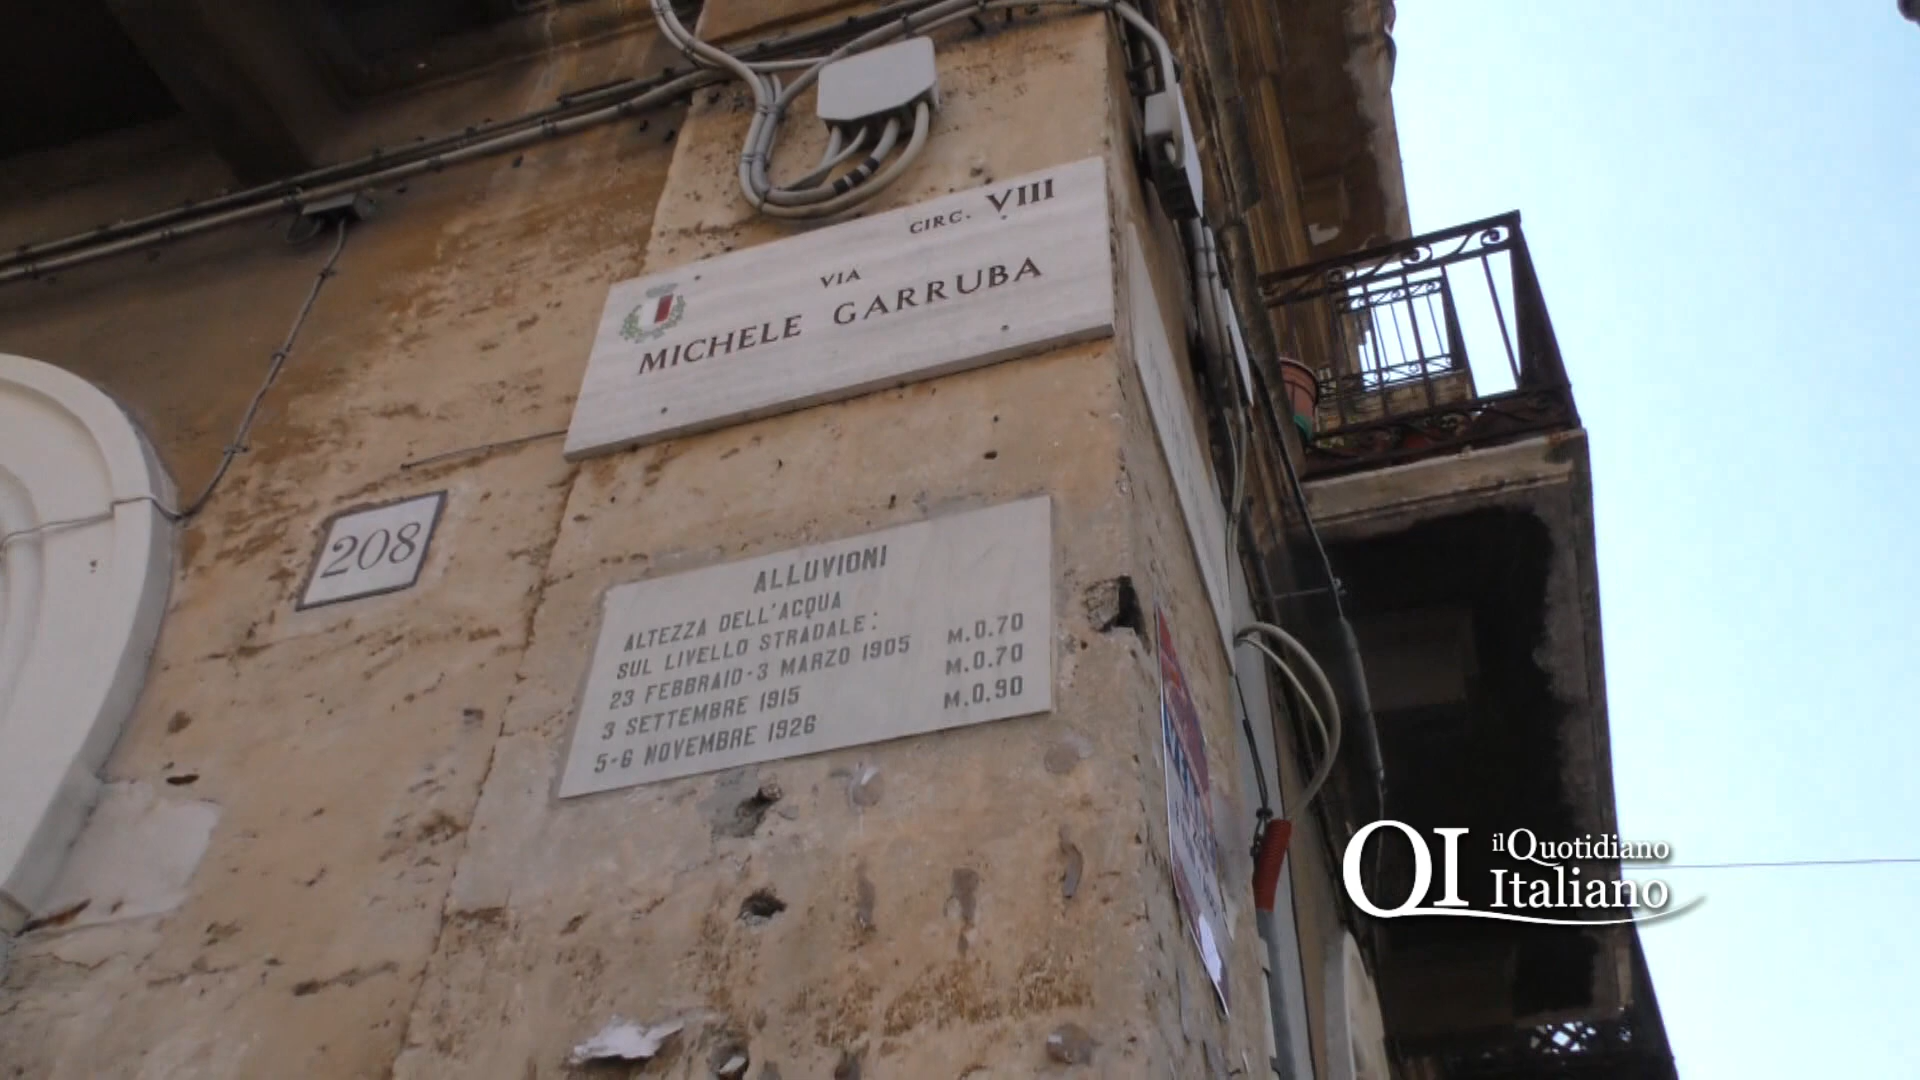 CIRC. VIII
VIA
MICHELE GARRUBA
208
ALLUVIONI
ALTEZZA DELL'ACQUA
SUL LIVELLO STRADALE:
23 FEBBRAIO-3 MARZO 1905 M.0.70
3 SETTEMBRE 1915 M.0.70
5-6 NOVEMBRE 1926 M.0.90
QI il Quotidiano
Italiano